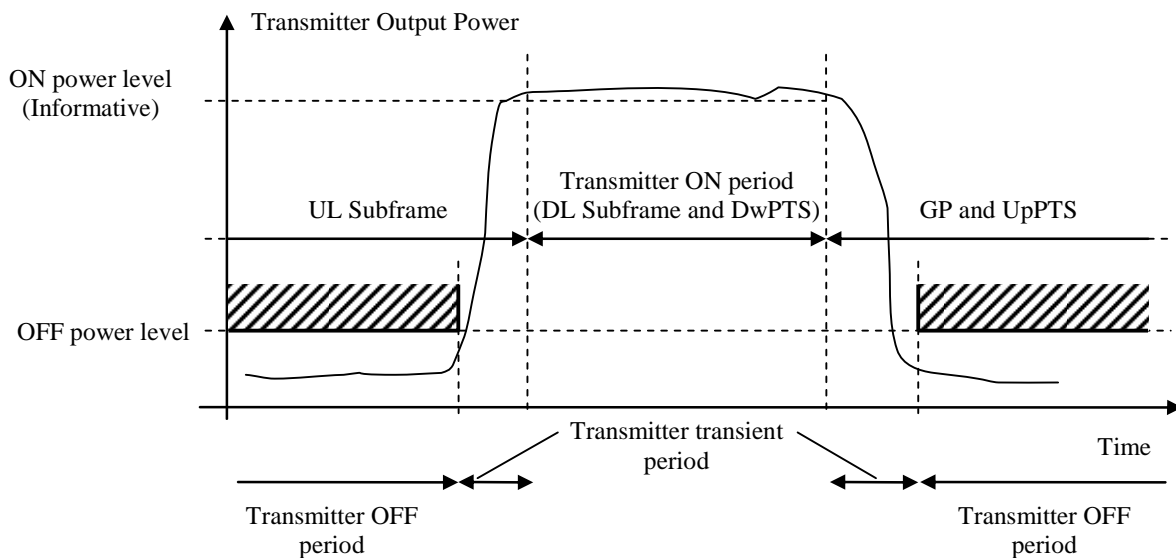 Transmitter Output Power
ON power level
(Informative)
Transmitter ON period
(DL Subframe and DwPTS)
UL Subframe
GP and UpPTS
OFF power level
Transmitter transient
period
Time
Transmitter OFF
period
Transmitter OFF
period